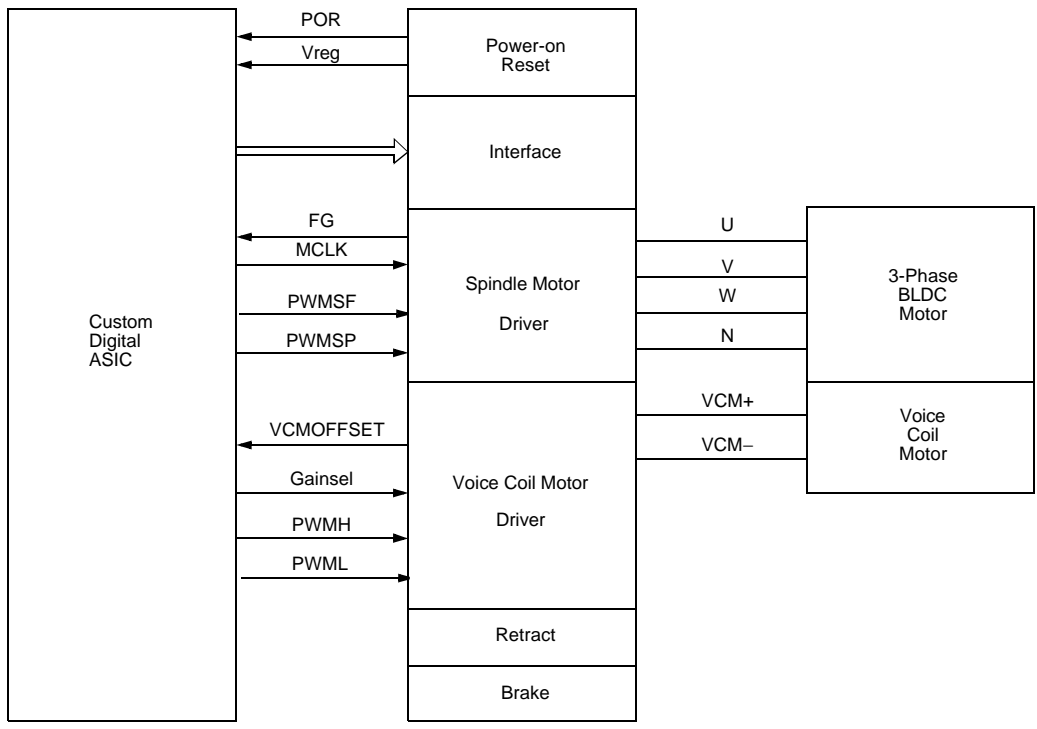 POR
Vreg
Power-on
Reset
Interface
FG
MCLK
PWMSF
PWMSP
Spindle Motor
Driver
U
V
W
N
3-Phase
BLDC
Motor
Custom
Digital
ASIC
VCMOFFSET
Gainsel
PWMH
PWML
Voice Coil Motor
Driver
VCM+
VCM−
Voice
Coil
Motor
Retract
Brake